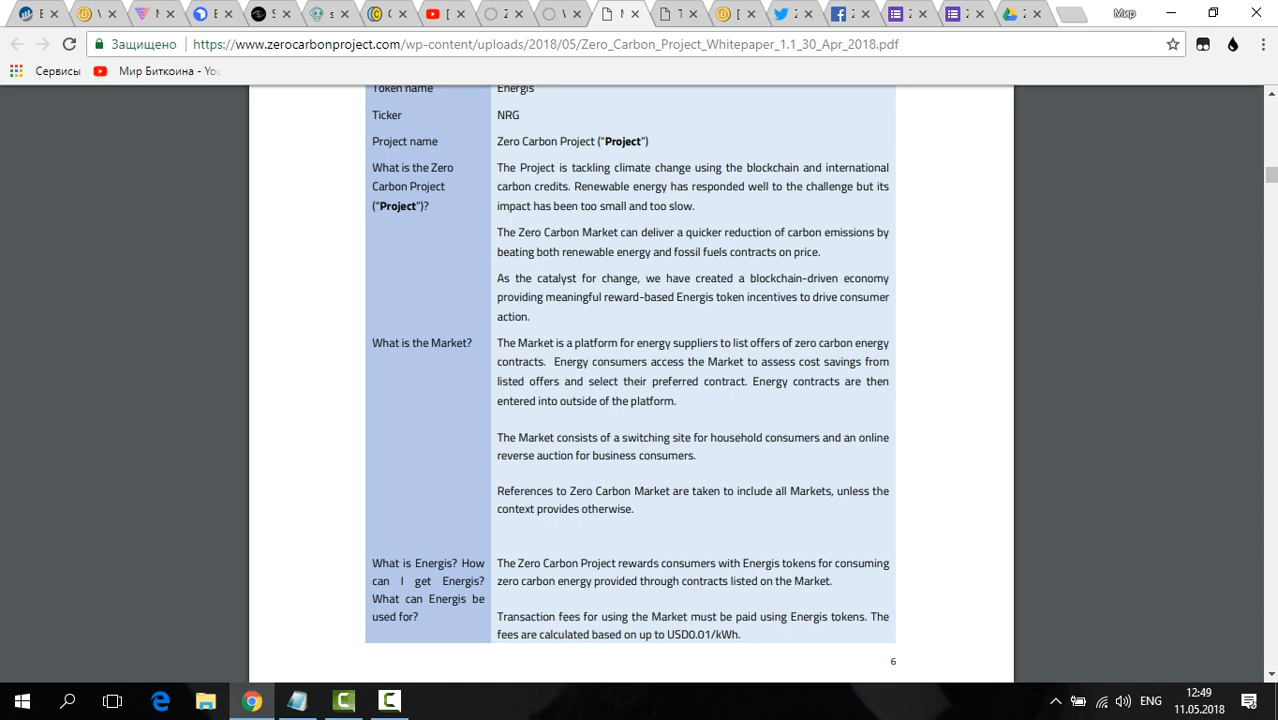 E
V
M
E
S
s
C
[
Z
V
N
T
[
2
2
2
2
2
Мир
Защищено
https://www.zerocarbonproject.com/wp-content/uploads/2018/05/Zero_Carbon_Project_Whitepaper_1.1_30_Apr_2018.pdf
Сервисы
Мир Биткоина - You
Token name
Energis
Ticker
NRG
Project name
Zero Carbon Project ("Project")
What is the Zero
Carbon Project
("Project")?
The Project is tackling climate change using the blockchain and international
carbon credits. Renewable energy has responded well to the challenge but its
impact has been too small and too slow.
The Zero Carbon Market can deliver a quicker reduction of carbon emissions by
beating both renewable energy and fossil fuels contracts on price.
As the catalyst for change, we have created a blockchain-driven economy
providing meaningful reward-based Energis token incentives to drive consumer
action.
What is the Market?
The Market is a platform for energy suppliers to list offers of zero carbon energy
contracts. Energy consumers access the Market to assess cost savings from
listed offers and select their preferred contract. Energy contracts are then
entered into outside of the platform.
The Market consists of a switching site for household consumers and an online
reverse auction for business consumers.
References to Zero Carbon Market are taken to include all Markets, unless the
context provides otherwise.
What is Energis? How
can I get Energis?
What can Energis be
used for?
The Zero Carbon Project rewards consumers with Energis tokens for consuming
zero carbon energy provided through contracts listed on the Market.
Transaction fees for using the Market must be paid using Energis tokens. The
fees are calculated based on up to USD0.01/kWh.
6
ENG
12:49
11.05.2018